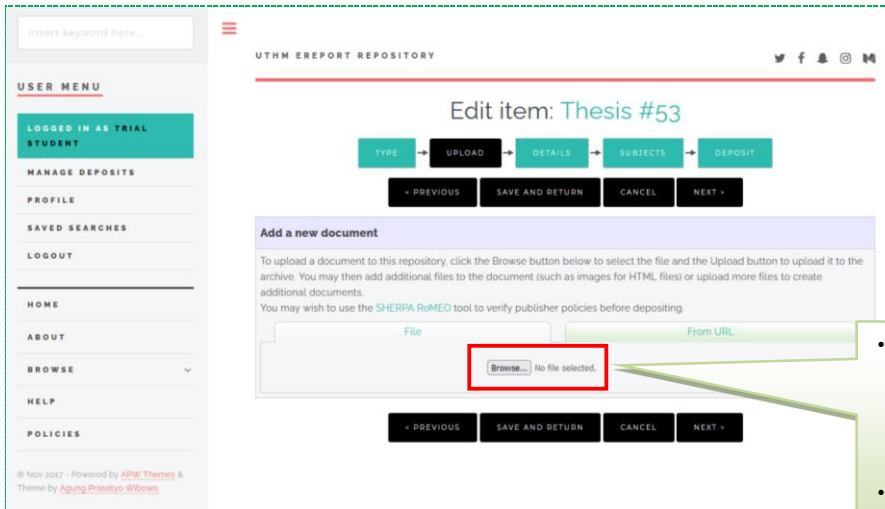 Insert keyword here...
USER MENU
LOGGED IN AS TRIAL
STUDENT
MANAGE DEPOSITS
PROFILE
SAVED SEARCHES
LOGOUT
HOME
ABOUT
BROWSE
HELP
POLICIES
© Nov 2017 - Powered by APW Themes &
Theme by Agung Prasetyo Wibowo.
UTHM EREPORT REPOSITORY
Edit item: Thesis #53
TYPE → UPLOAD → DETAILS → SUBJECTS → DEPOSIT
< PREVIOUS SAVE AND RETURN CANCEL NEXT >
Add a new document
To upload a document to this repository, click the Browse button below to select the file and the Upload button to upload it to the
archive. You may then add additional files to the document (such as images for HTML files) or upload more files to create
additional documents.
You may wish to use the SHERPA RoMEO tool to verify publisher policies before depositing.
File From URL
Browse... No file selected.
< PREVIOUS SAVE AND RETURN CANCEL NEXT >